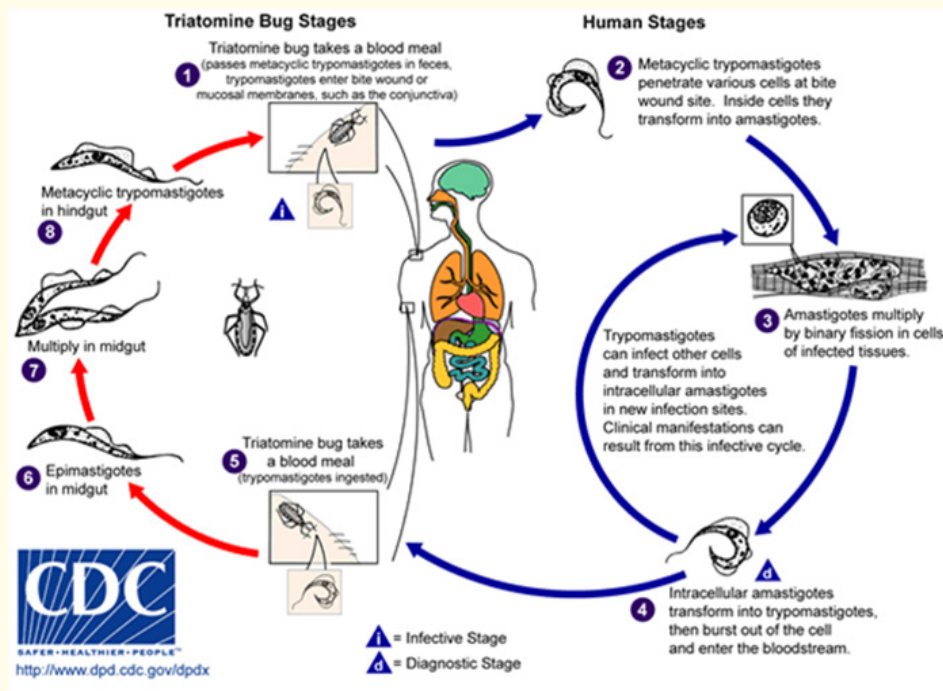 Triatomine Bug Stages
Human Stages
1
Triatomine bug takes a blood meal
(passes metacyclic trypomastigotes in feces,
trypomastigotes enter bite wound or
mucosal membranes, such as the conjunctiva)
i
2
Metacyclic trypomastigotes
penetrate various cells at bite
wound site. Inside cells they
transform into amastigotes.
3
Amastigotes multiply
by binary fission in cells
of infected tissues.
Trypomastigotes
can infect other cells
and transform into
intracellular amastigotes
in new infection sites.
Clinical manifestations can
result from this infective cycle.
d
4
Intracellular amastigotes
transform into trypomastigotes,
then burst out of the cell
and enter the bloodstream.
5
Triatomine bug takes
a blood meal
(trypomastigotes ingested)
6
Epimastigotes
in midgut
Multiply in midgut
7
Metacyclic trypomastigotes
in hindgut
8
i = Infective Stage
d = Diagnostic Stage
CDC
SAFER·HEALTHIER·PEOPLE™
http://www.dpd.cdc.gov/dpdx